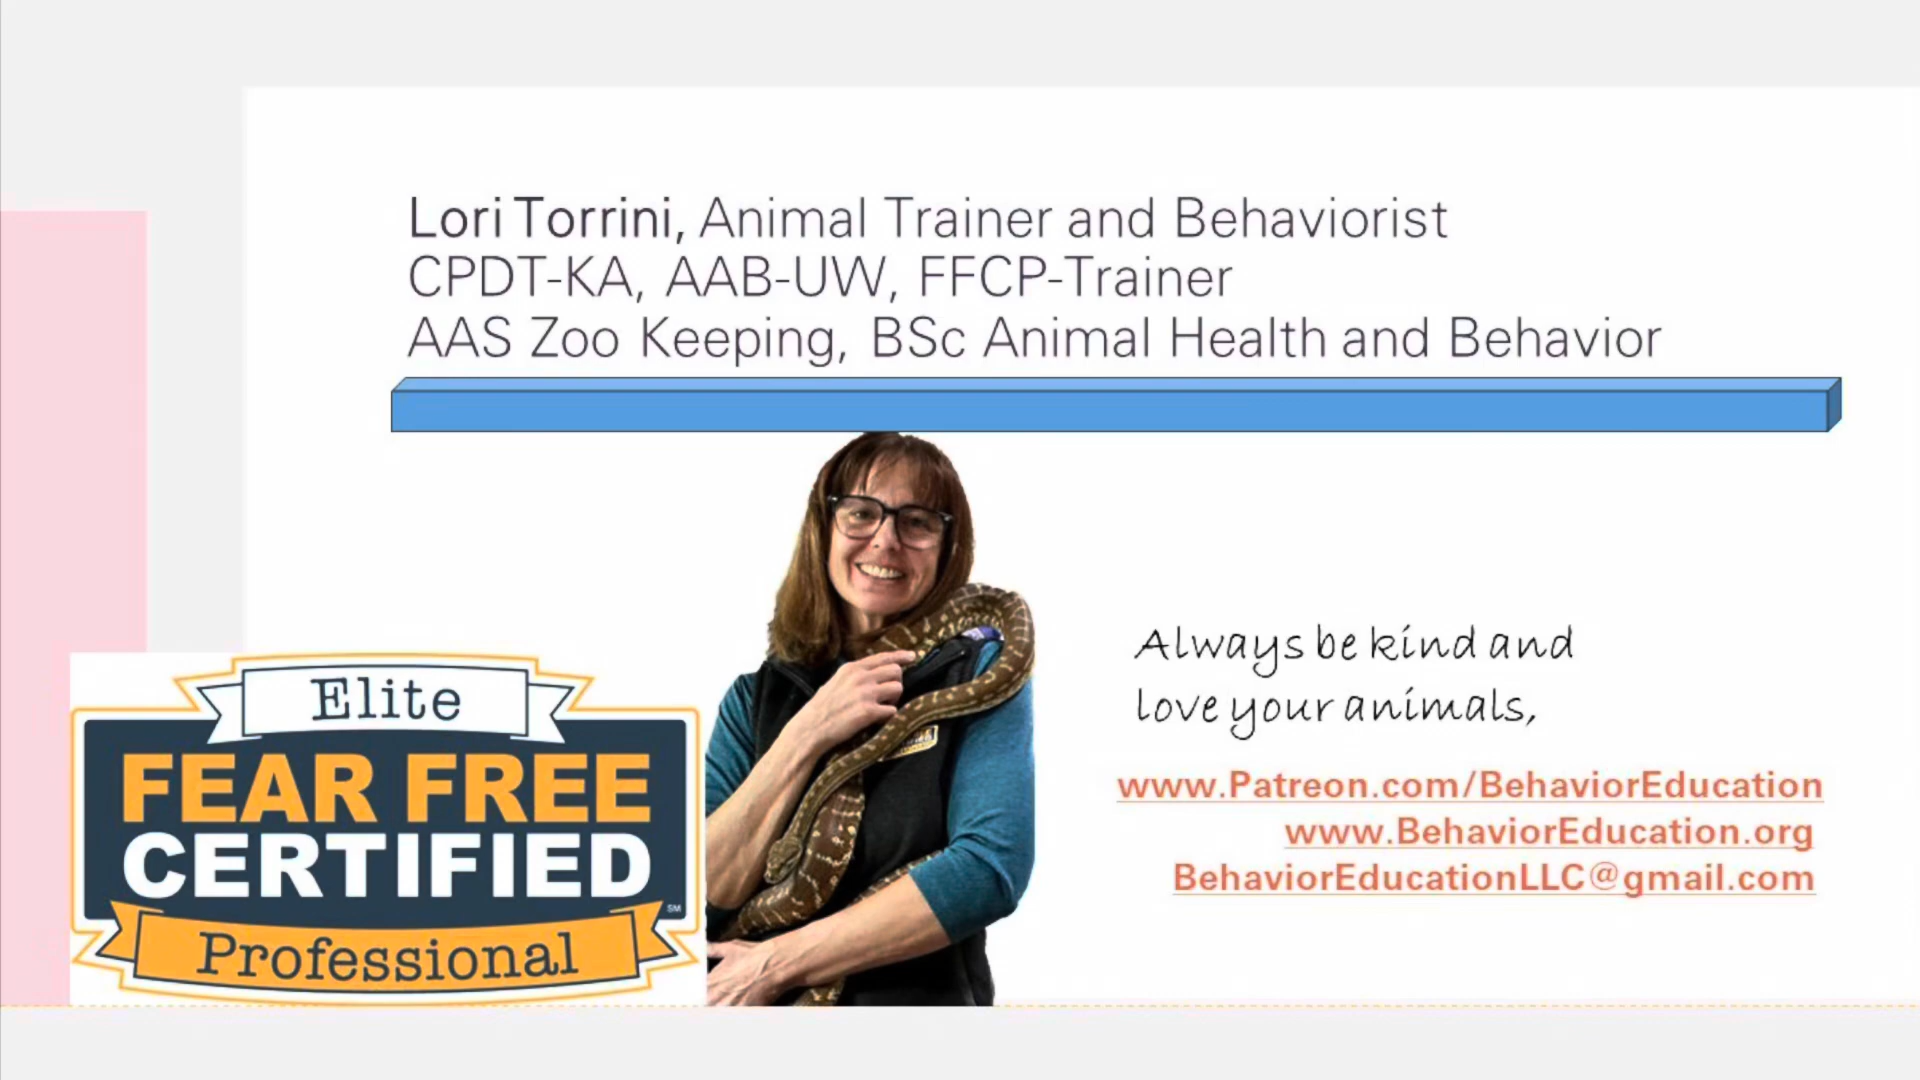 Lori Torrini, Animal Trainer and Behaviorist
CPDT-KA, AAB-UW, FFCP-Trainer
AAS Zoo Keeping, BSc Animal Health and Behavior
Elite
FEAR FREE
CERTIFIED
SM
Professional
Always be kind and
love your animals,
www.Patreon.com/BehaviorEducation
www.BehaviorEducation.org
BehaviorEducationLLC@gmail.com